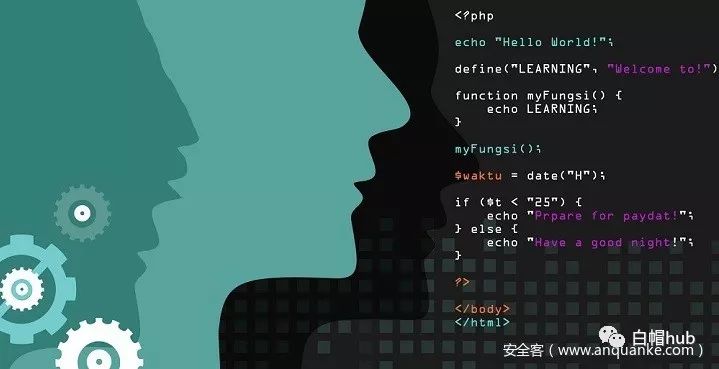 <?php
echo "Hello World!";
define("LEARNING", "Welcome to!")
function myFungsi() {
echo LEARNING;
}
myFungsi();
$waktu = date("H");
if ($t < "25") {
echo "Prpare for paydat!";
} else {
echo "Have a good night!";
}
?>
</body>
</html>
白帽hub
安全客（www.anquanke.com）